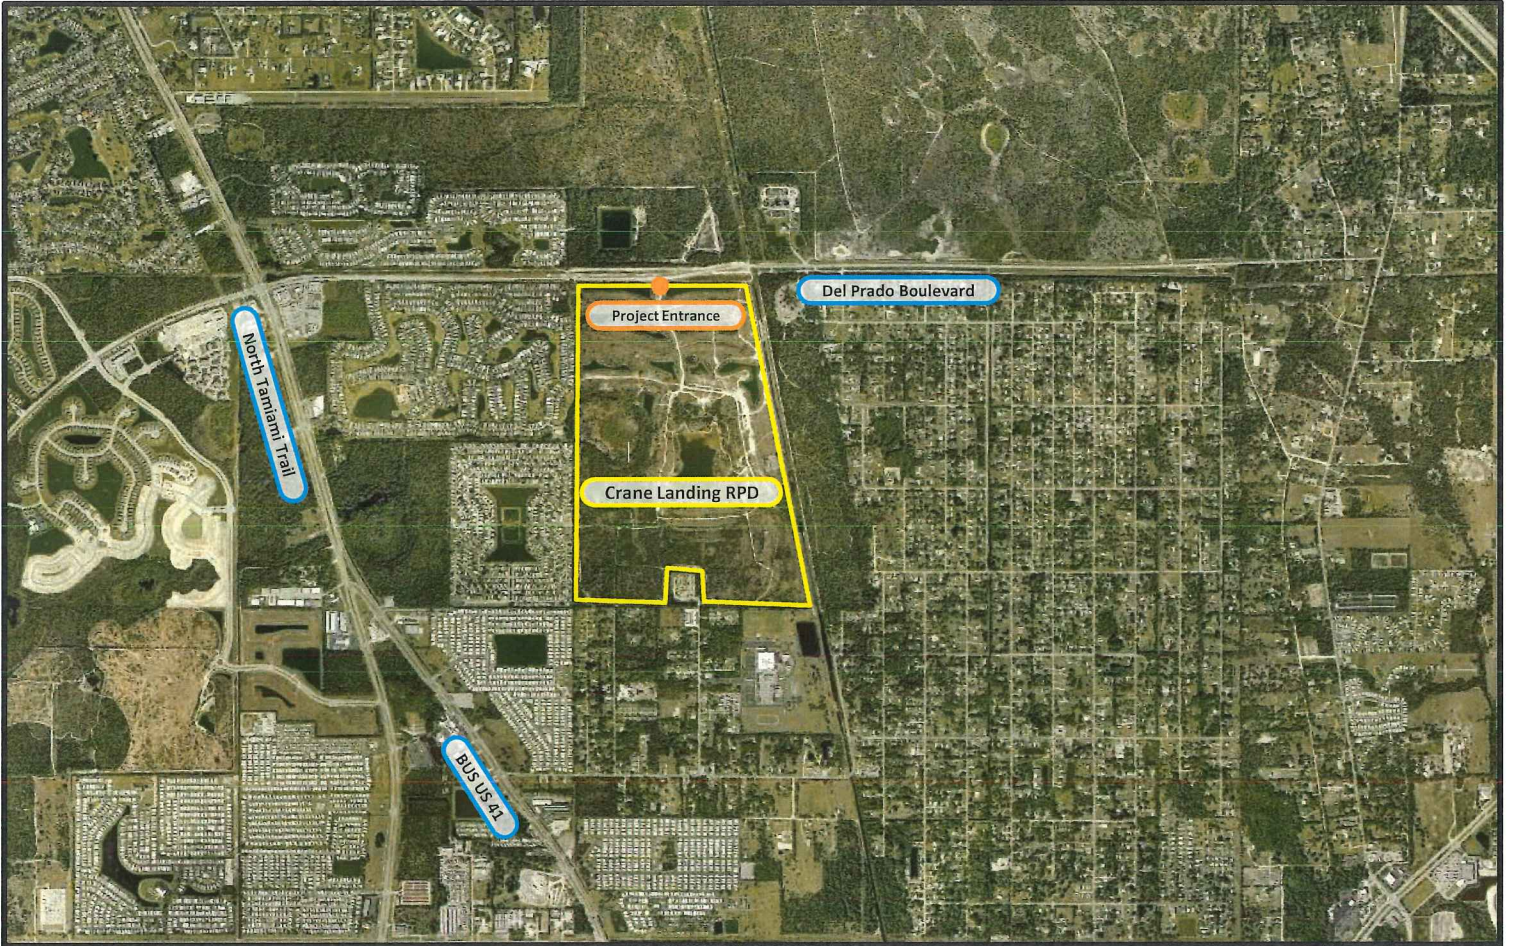 Del Prado Boulevard
Project Entrance
North Tamiami Trail
Crane Landing RPD
BUS US 41